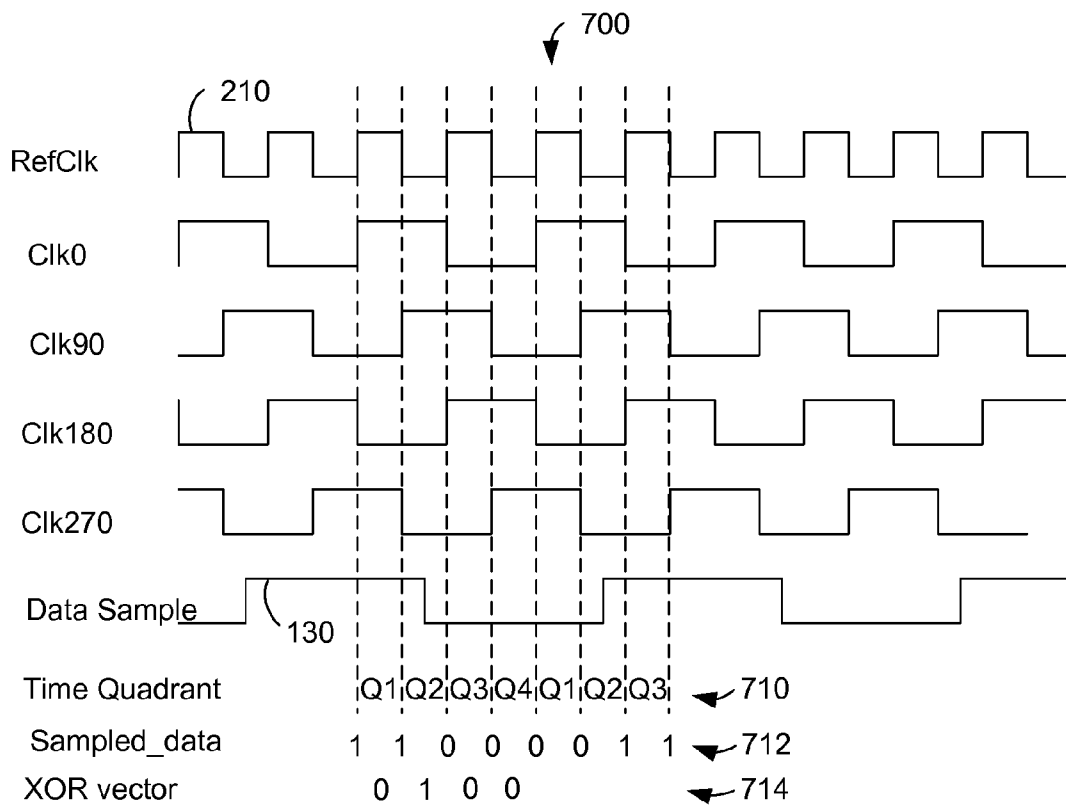 700
210
RefClk
Clk0
Clk90
Clk180
Clk270
Data Sample
130
Time Quadrant Q1 Q2 Q3 Q4 Q1 Q2 Q3 710
Sampled_data 1 1 0 0 0 0 1 1 712
XOR vector 0 1 0 0 714